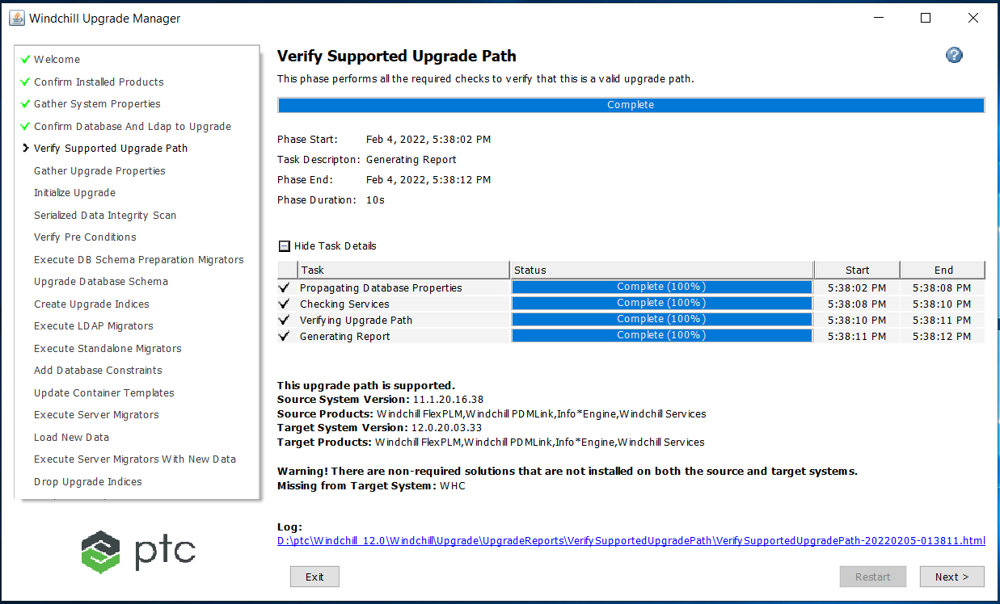 Windchill Upgrade Manager
Welcome
Confirm Installed Products
Gather System Properties
Confirm Database And Ldap to Upgrade
Verify Supported Upgrade Path
Gather Upgrade Properties
Initialize Upgrade
Serialized Data Integrity Scan
Verify Pre Conditions
Execute DB Schema Preparation Migrators
Upgrade Database Schema
Create Upgrade Indices
Execute LDAP Migrators
Execute Standalone Migrators
Add Database Constraints
Update Container Templates
Execute Server Migrators
Load New Data
Execute Server Migrators With New Data
Drop Upgrade Indices
ptc
Verify Supported Upgrade Path
?
This phase performs all the required checks to verify that this is a valid upgrade path.
Complete
Phase Start: Feb 4, 2022, 5:38:02 PM
Task Descripton: Generating Report
Phase End: Feb 4, 2022, 5:38:12 PM
Phase Duration: 10s
Hide Task Details
Task Status Start End
Propagating Database Properties Complete (100%) 5:38:02 PM 5:38:08 PM
Checking Services Complete (100%) 5:38:08 PM 5:38:10 PM
Verifying Upgrade Path Complete (100%) 5:38:10 PM 5:38:11 PM
Generating Report Complete (100%) 5:38:11 PM 5:38:12 PM
This upgrade path is supported.
Source System Version: 11.1.20.16.38
Source Products: Windchill FlexPLM,Windchill PDMLink,Info*Engine,Windchill Services
Target System Version: 12.0.20.03.33
Target Products: Windchill FlexPLM,Windchill PDMLink,Info*Engine,Windchill Services
Warning! There are non-required solutions that are not installed on both the source and target systems.
Missing from Target System: WHC
Log:
D:\ptc\Windchill_12.0\Windchill\Upgrade\UpgradeReports\VerifySupportedUpgradePath\VerifySupportedUpgradePath-20220205-013811.html
Exit
Restart
Next >